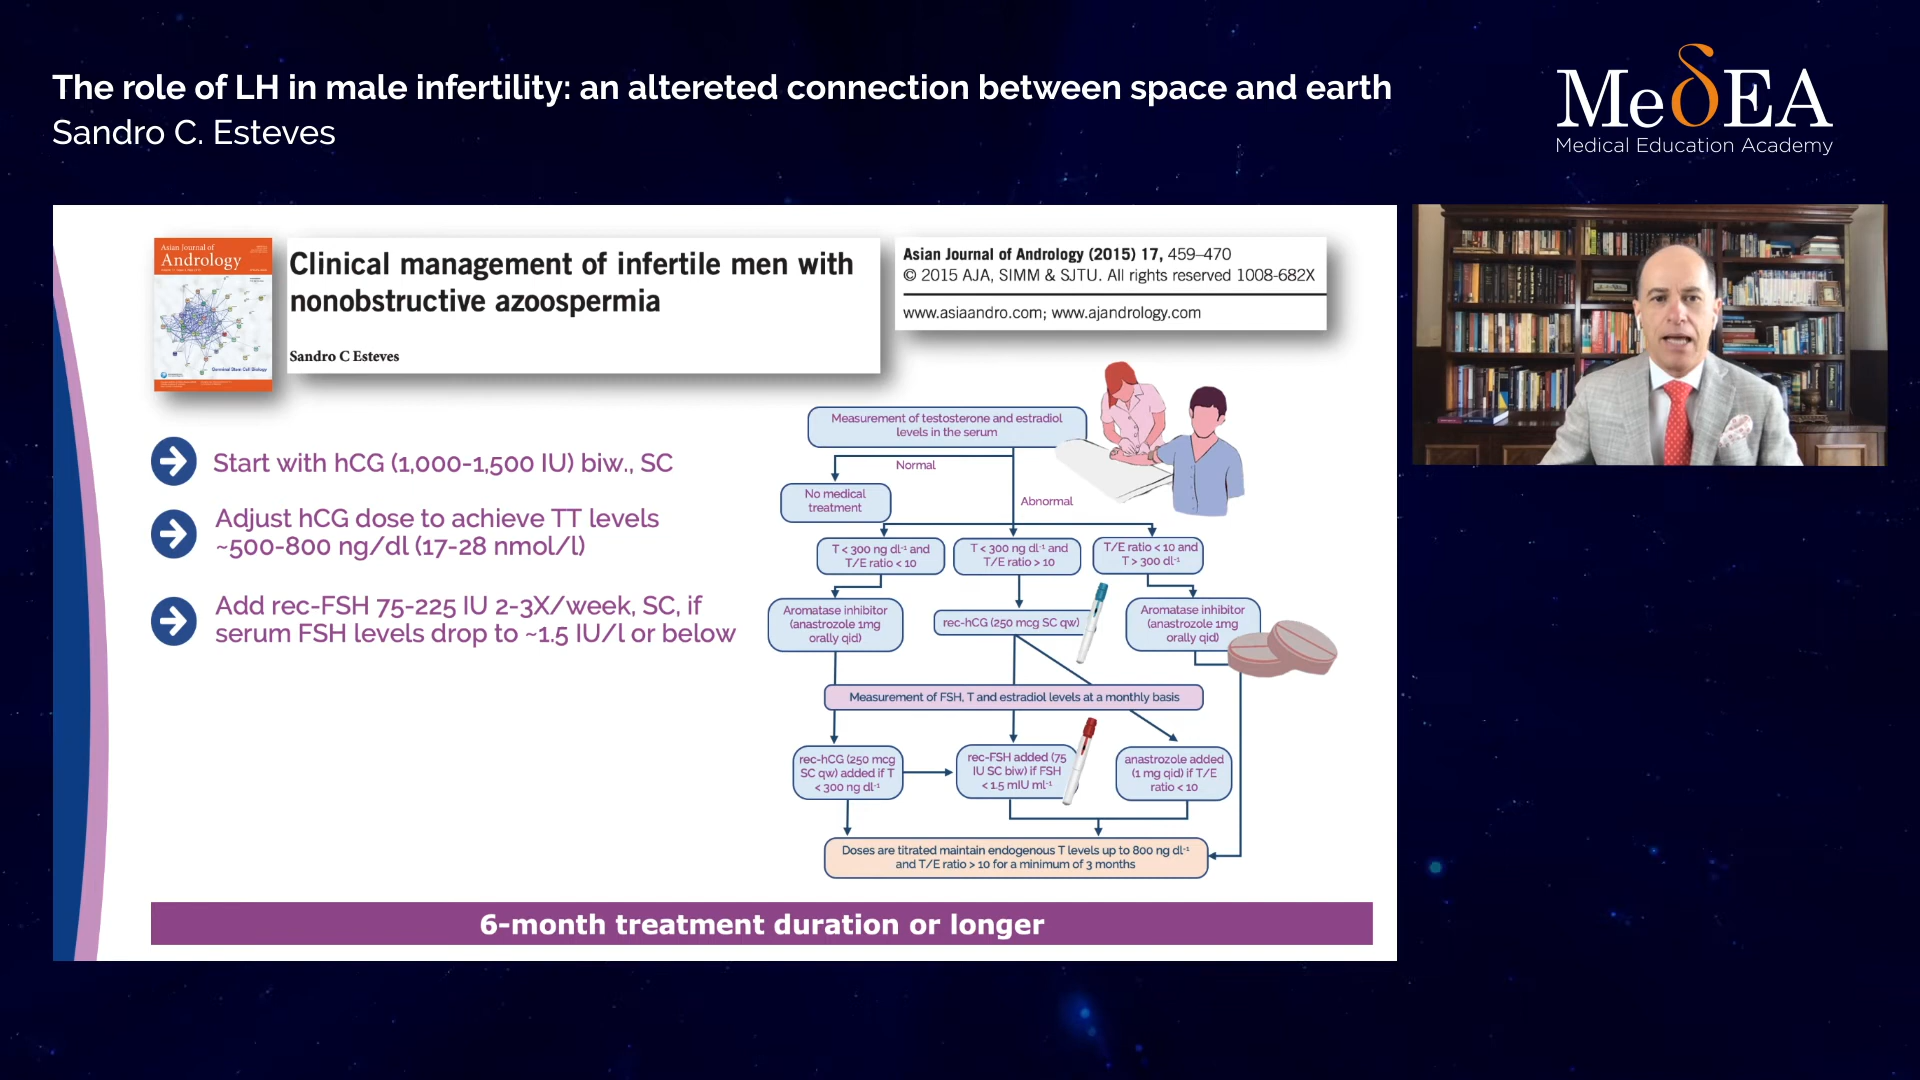 The role of LH in male infertility: an altereted connection between space and earth
Sandro C. Esteves
MeδEA
Medical Education Academy
Asian Journal of
Andrology
Germinal Stem Cell Biology
Clinical management of infertile men with
nonobstructive azoospermia
Sandro C Esteves
Asian Journal of Andrology (2015) 17, 459–470
© 2015 AJA, SIMM & SJTU. All rights reserved 1008-682X
www.asiaandro.com; www.ajandrology.com
Start with hCG (1,000-1,500 IU) biw., SC
Adjust hCG dose to achieve TT levels
~500-800 ng/dl (17-28 nmol/l)
Add rec-FSH 75-225 IU 2-3X/week, SC, if
serum FSH levels drop to ~1.5 IU/l or below
Measurement of testosterone and estradiol
levels in the serum
Normal
No medical
treatment
Abnormal
T < 300 ng dl⁻¹ and
T/E ratio < 10
T < 300 ng dl⁻¹ and
T/E ratio > 10
T/E ratio < 10 and
T > 300 dl⁻¹
Aromatase inhibitor
(anastrozole 1mg
orally qid)
rec-hCG (250 mcg SC qw)
Aromatase inhibitor
(anastrozole 1mg
orally qid)
Measurement of FSH, T and estradiol levels at a monthly basis
rec-hCG (250 mcg
SC qw) added if T
< 300 ng dl⁻¹
rec-FSH added (75
IU SC biw) if FSH
< 1.5 mIU ml⁻¹
anastrozole added
(1 mg qid) if T/E
ratio < 10
Doses are titrated maintain endogenous T levels up to 800 ng dl⁻¹
and T/E ratio > 10 for a minimum of 3 months
6-month treatment duration or longer